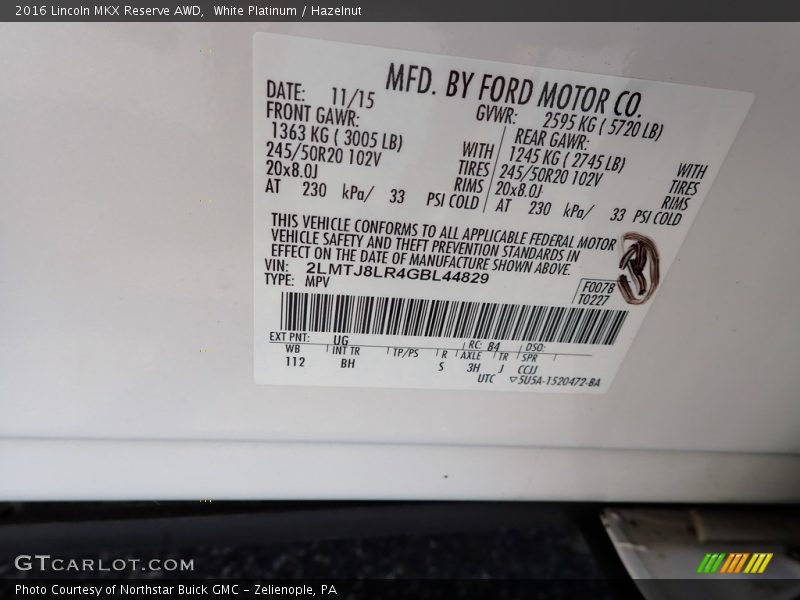 2016 Lincoln MKX Reserve AWD, White Platinum / Hazelnut
MFD. BY FORD MOTOR CO.
DATE: 11/15
GVWR: 2595 KG ( 5720 LB)
FRONT GAWR:
1363 KG ( 3005 LB)
WITH
245/50R20 102V
TIRES
20x8.0J
RIMS
AT 230 kPa/ 33 PSI COLD
REAR GAWR:
1245 KG ( 2745 LB)
WITH
245/50R20 102V
TIRES
20x8.0J
RIMS
AT 230 kPa/ 33 PSI COLD
THIS VEHICLE CONFORMS TO ALL APPLICABLE FEDERAL MOTOR
VEHICLE SAFETY AND THEFT PREVENTION STANDARDS IN
EFFECT ON THE DATE OF MANUFACTURE SHOWN ABOVE.
VIN: 2LMTJ8LR4GBL44829
TYPE: MPV
F0078
T0227
EXT PNT: UG RC: 84 DSO:
WB INT TR TP/PS R AXLE TR SPR
112 BH S 3H J CCJJ
UTC ▽5U5A-1520472-BA
GTCARLOT.COM
Photo Courtesy of Northstar Buick GMC - Zelienople, PA